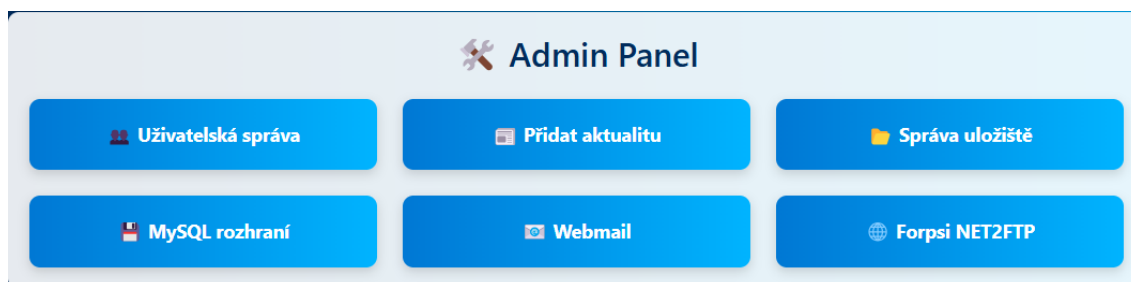 Admin Panel
Uživatelská správa
Přidat aktualitu
Správa uložiště
MySQL rozhraní
Webmail
Forpsi NET2FTP